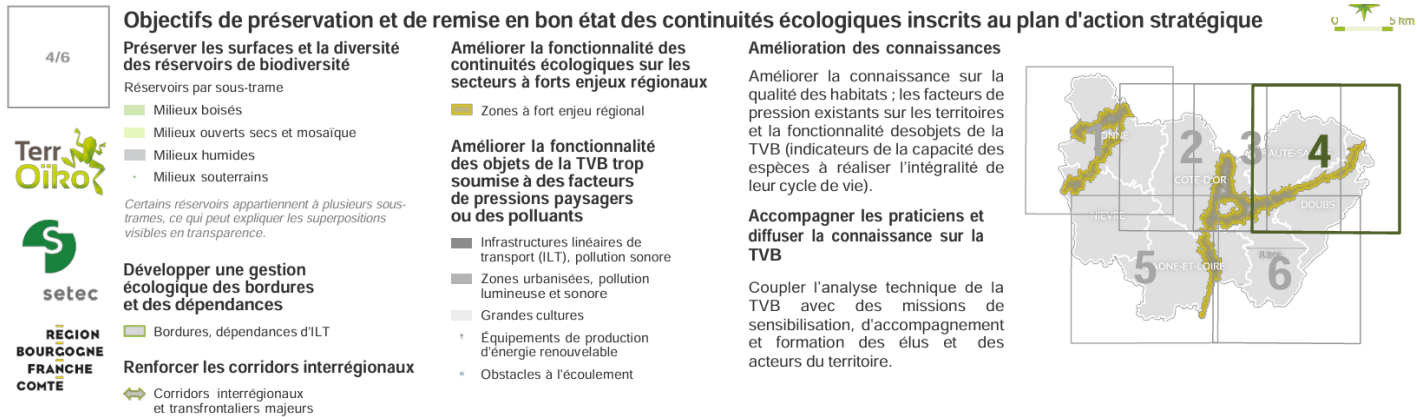 Objectifs de préservation et de remise en bon état des continuités écologiques inscrits au plan d'action stratégique
5 km
4/6
Terr
Oïko
setec
REGION
BOURGOGNE
FRANCHE
COMTE
Préserver les surfaces et la diversité
des réservoirs de biodiversité
Réservoirs par sous-trame
Milieux boisés
Milieux ouverts secs et mosaïque
Milieux humides
Milieux souterrains
Certains réservoirs appartiennent à plusieurs sous-
trames, ce qui peut expliquer les superpositions
visibles en transparence.
Développer une gestion
écologique des bordures
et des dépendances
Bordures, dépendances d'ILT
Renforcer les corridors interrégionaux
Corridors interrégionaux
et transfrontaliers majeurs
Améliorer la fonctionnalité des
continuités écologiques sur les
secteurs à forts enjeux régionaux
Zones à fort enjeu régional
Améliorer la fonctionnalité
des objets de la TVB trop
soumise à des facteurs
de pressions paysagers
ou des polluants
Infrastructures linéaires de
transport (ILT), pollution sonore
Zones urbanisées, pollution
lumineuse et sonore
Grandes cultures
Équipements de production
d'énergie renouvelable
Obstacles à l'écoulement
Amélioration des connaissances
Améliorer la connaissance sur la
qualité des habitats ; les facteurs de
pression existants sur les territoires
et la fonctionnalité desobjets de la
TVB (indicateurs de la capacité des
espèces à réaliser l'intégralité de
leur cycle de vie).
Accompagner les praticiens et
diffuser la connaissance sur la
TVB
Coupler l'analyse technique de la
TVB avec des missions de
sensibilisation, d'accompagnement
et formation des élus et des
acteurs du territoire.
1
2
3
4
5
6
CÔTE-D'OR
NIÈVRE
DOUBS